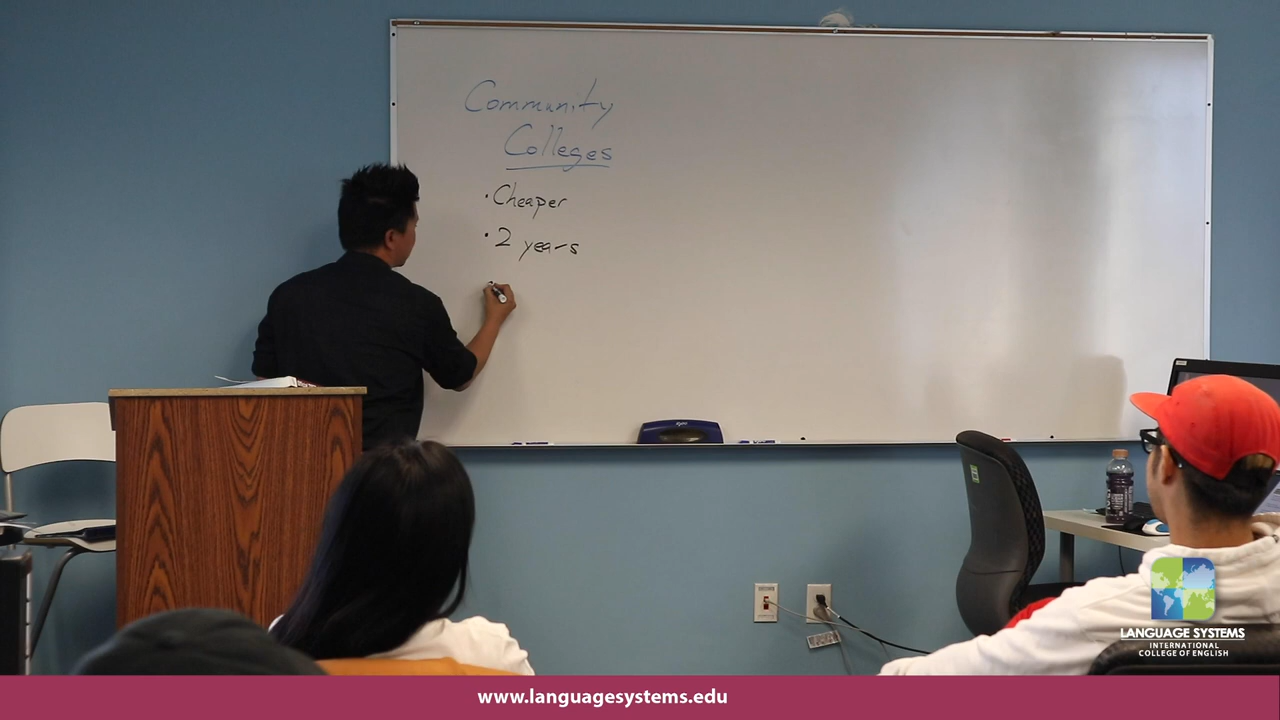 Community
Colleges
· Cheaper
· 2 years
LANGUAGE SYSTEMS
INTERNATIONAL
COLLEGE OF ENGLISH
www.languagesystems.edu